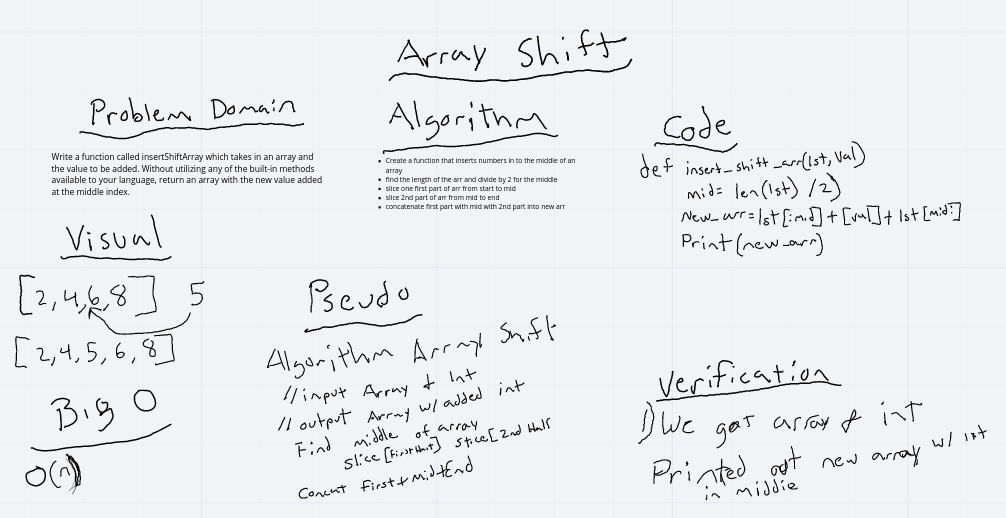 Array Shift
Problem Domain
Write a function called insertShiftArray which takes in an array and
the value to be added. Without utilizing any of the built-in methods
available to your language, return an array with the new value added
at the middle index.
Visual
[2,4,6,8] 5
[2,4,5,6,8]
Big O
O(n)
Algorithm
• Create a function that inserts numbers in to the middle of an
array
• find the length of the arr and divide by 2 for the middle
• slice one first part of arr from start to mid
• slice 2nd part of arr from mid to end
• concatenate first part with mid with 2nd part into new arr
Pseudo
Algorithm Array Shift
//input Array & Int
//output Array w/ added int
Find middle of array
Slice [First Half] slice [2nd Half
Concat First+mid+End
Code
def insert_shift_arr(lst, Val)
mid= len(lst) /2)
New_arr=lst[:mid]+[val]+lst[mid:]
Print(new_arr)
Verification
1) We got array & int
Printed out new array w/ int
in middle